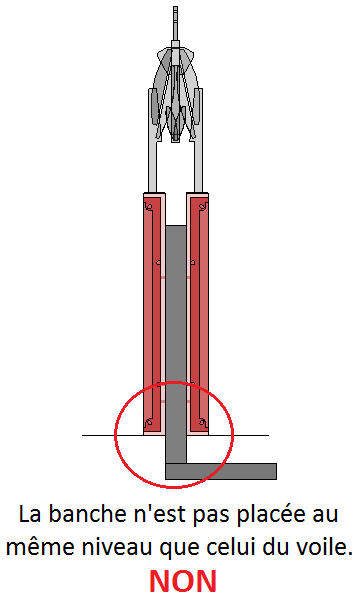 La banche n'est pas placée au
même niveau que celui du voile.
NON